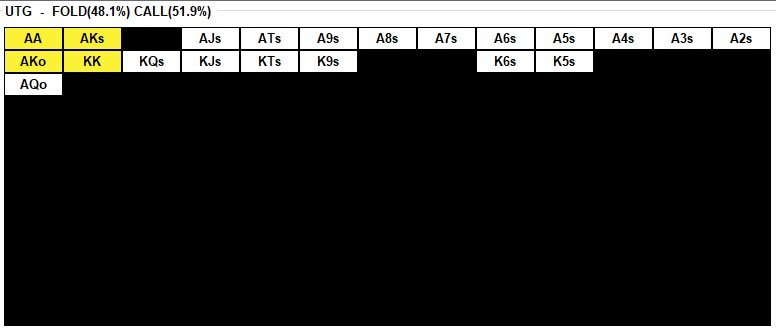 UTG - FOLD(48.1%) CALL(51.9%)
AA AKs AJs ATs A9s A8s A7s A6s A5s A4s A3s A2s
AKo KK KQs KJs KTs K9s K6s K5s
AQo